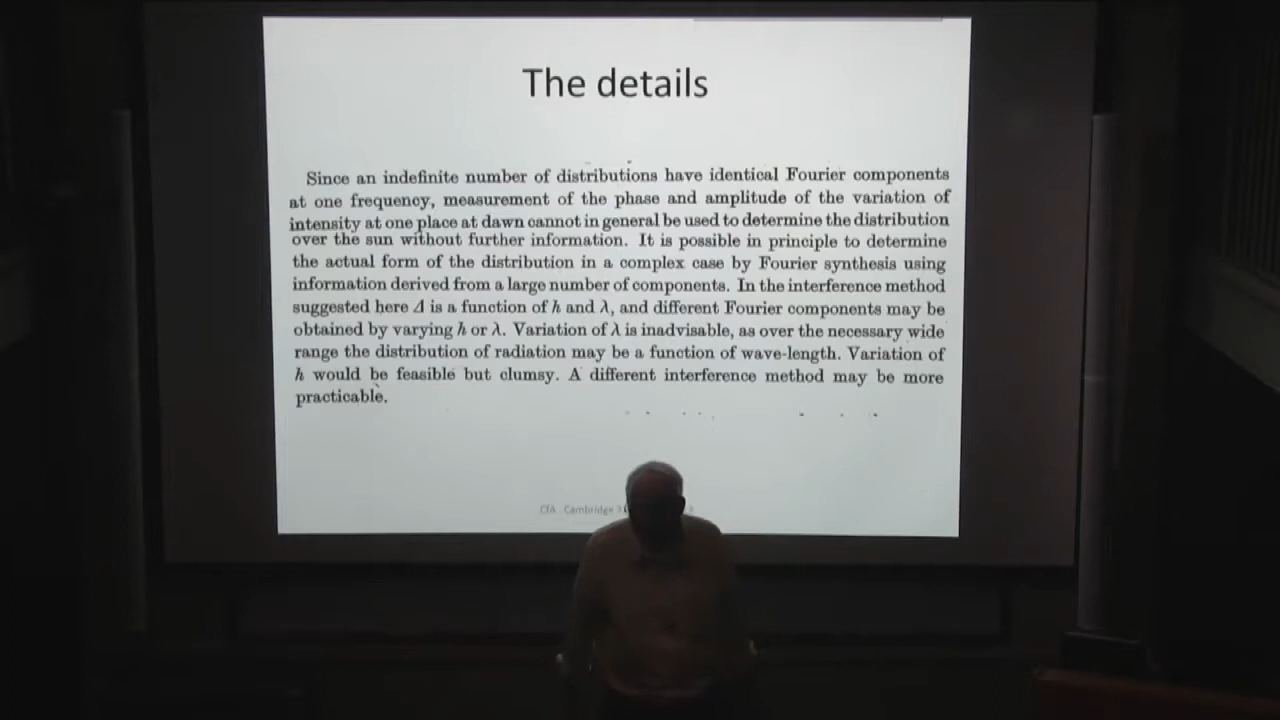 The details
Since an indefinite number of distributions have identical Fourier components
at one frequency, measurement of the phase and amplitude of the variation of
intensity at one place at dawn cannot in general be used to determine the distribution
over the sun without further information. It is possible in principle to determine
the actual form of the distribution in a complex case by Fourier synthesis using
information derived from a large number of components. In the interference method
suggested here Δ is a function of h and λ, and different Fourier components may be
obtained by varying h or λ. Variation of λ is inadvisable, as over the necessary wide
range the distribution of radiation may be a function of wave-length. Variation of
h would be feasible but clumsy. A different interference method may be more
practicable.
CfA Cambridge